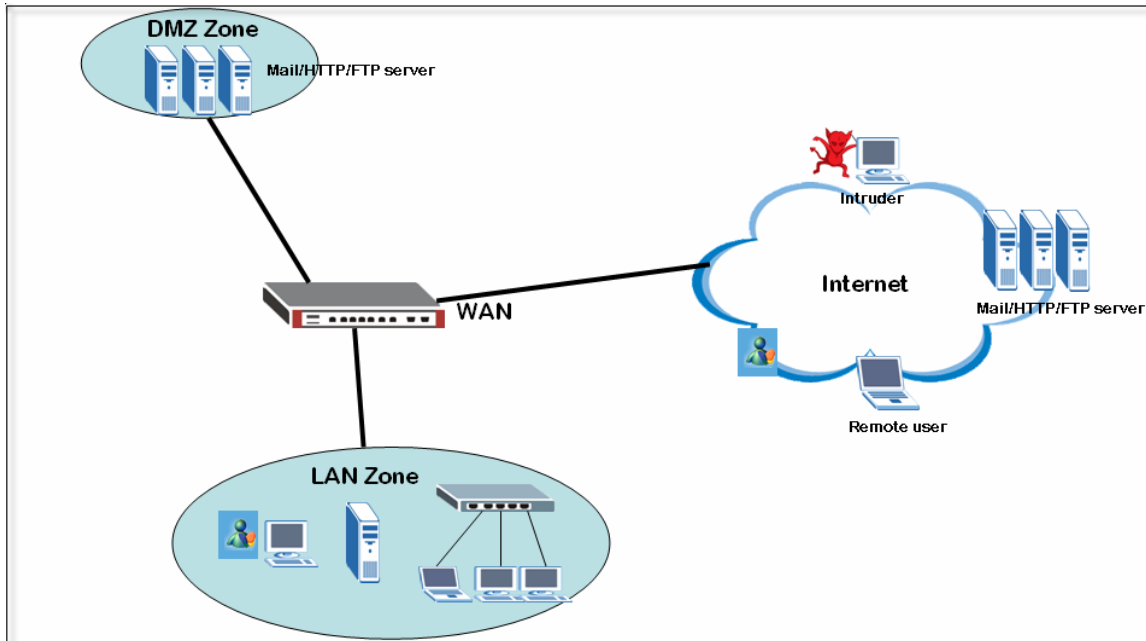 DMZ Zone
Mail/HTTP/FTP server
Intruder
Internet
Mail/HTTP/FTP server
WAN
Remote user
LAN Zone